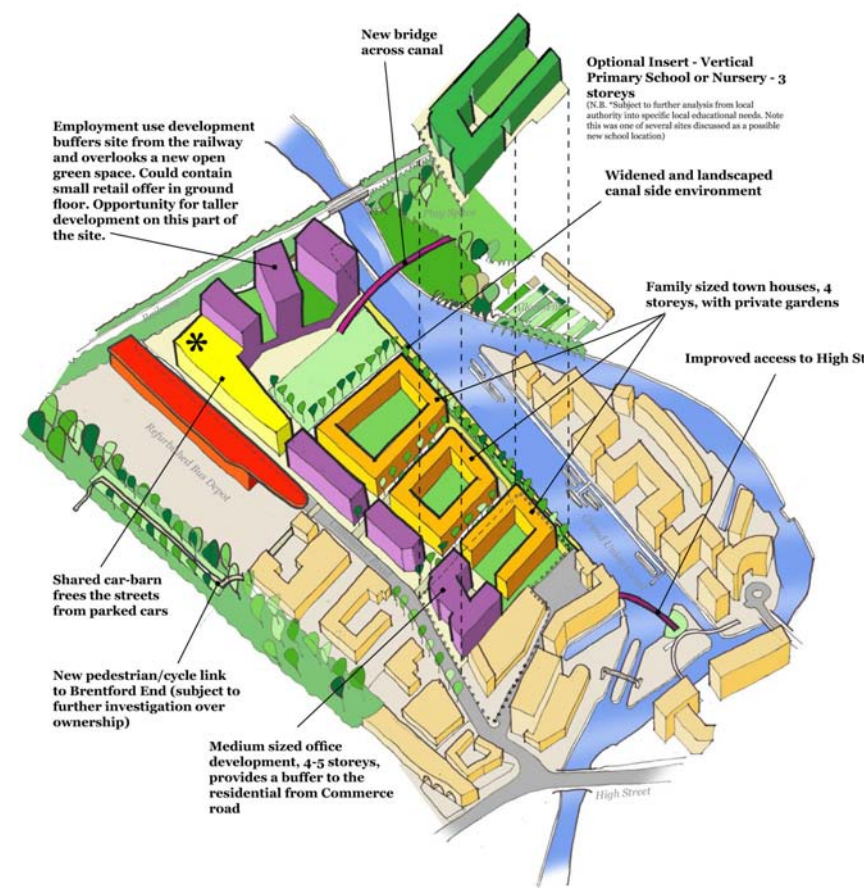 New bridge
across canal
Optional Insert - Vertical
Primary School or Nursery - 3
storeys
(N.B. *Subject to further analysis from local
authority into specific local educational needs. Note
this was one of several sites discussed as a possible
new school location)
Employment use development
buffers site from the railway
and overlooks a new open
green space. Could contain
small retail offer in ground
floor. Opportunity for taller
development on this part of
the site.
Widened and landscaped
canal side environment
Play Space
Family sized town houses, 4
storeys, with private gardens
Railway
Improved access to High St
*
Refurbished Bus Depot
Grand Union
Shared car-barn
frees the streets
from parked cars
New pedestrian/cycle link
to Brentford End (subject to
further investigation over
ownership)
Medium sized office
development, 4-5 storeys,
provides a buffer to the
residential from Commerce
road
High Street